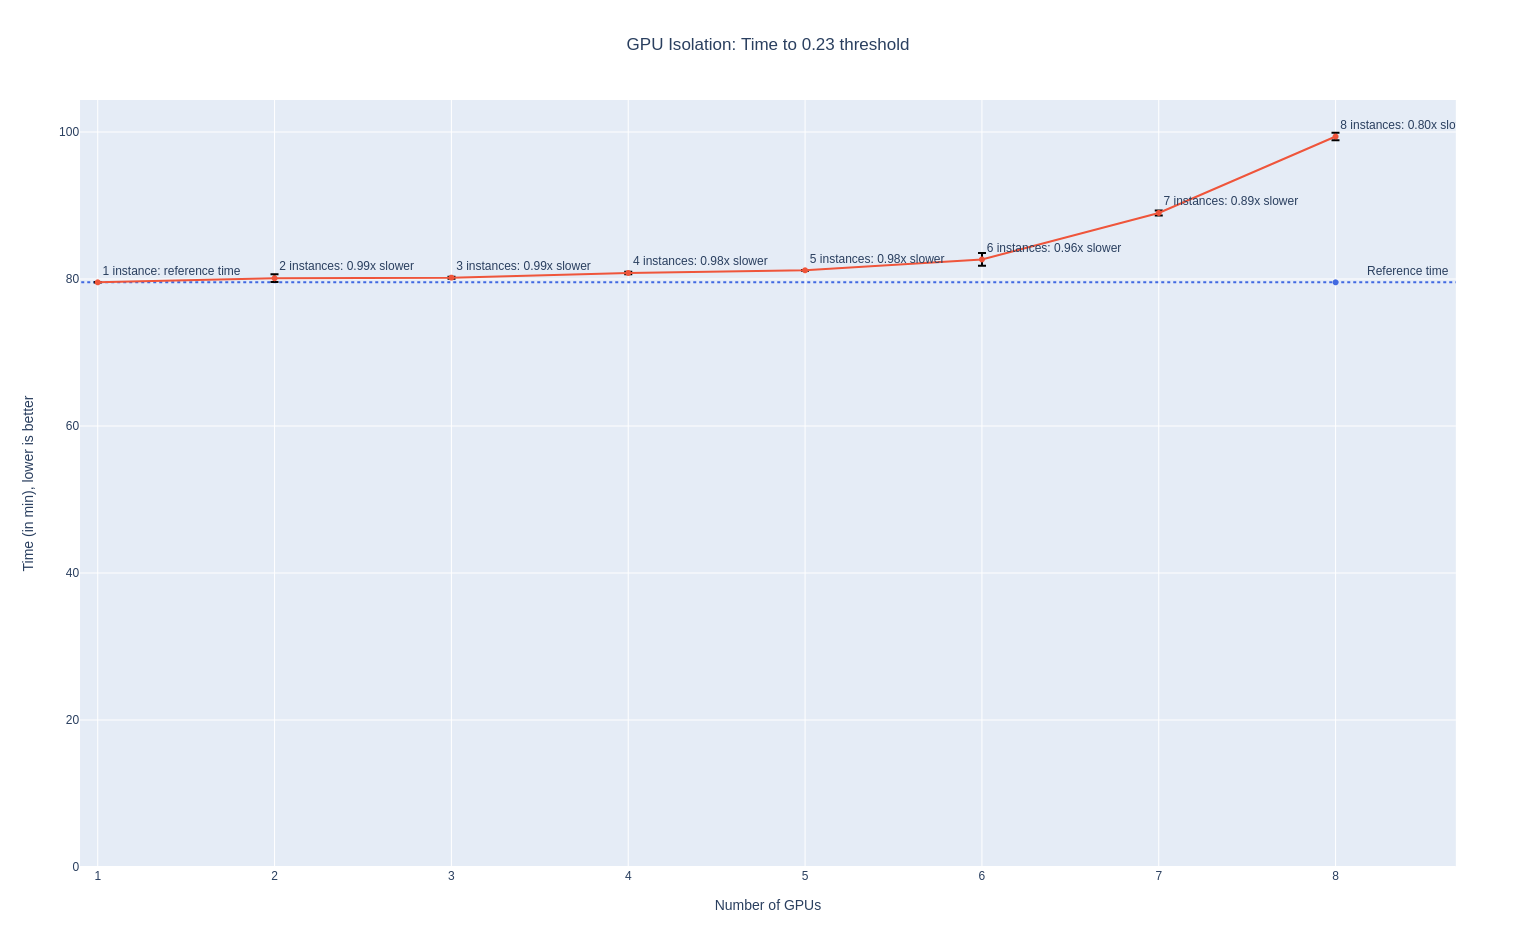 GPU Isolation: Time to 0.23 threshold
100
80
60
40
20
0
Time (in min), lower is better
1 instance: reference time
2 instances: 0.99x slower
3 instances: 0.99x slower
4 instances: 0.98x slower
5 instances: 0.98x slower
6 instances: 0.96x slower
7 instances: 0.89x slower
8 instances: 0.80x slo
Reference time
1 2 3 4 5 6 7 8
Number of GPUs